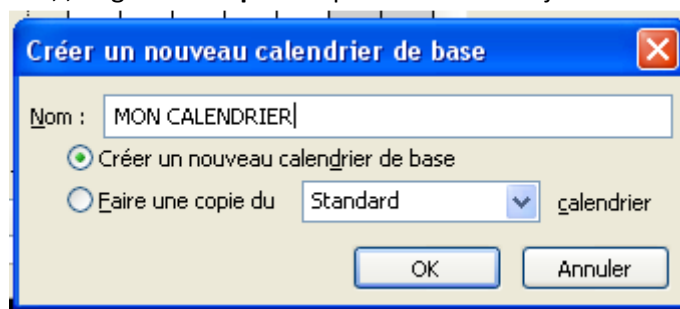 Créer un nouveau calendrier de base
Nom : MON CALENDRIER
Créer un nouveau calendrier de base
Faire une copie du Standard calendrier
OK Annuler